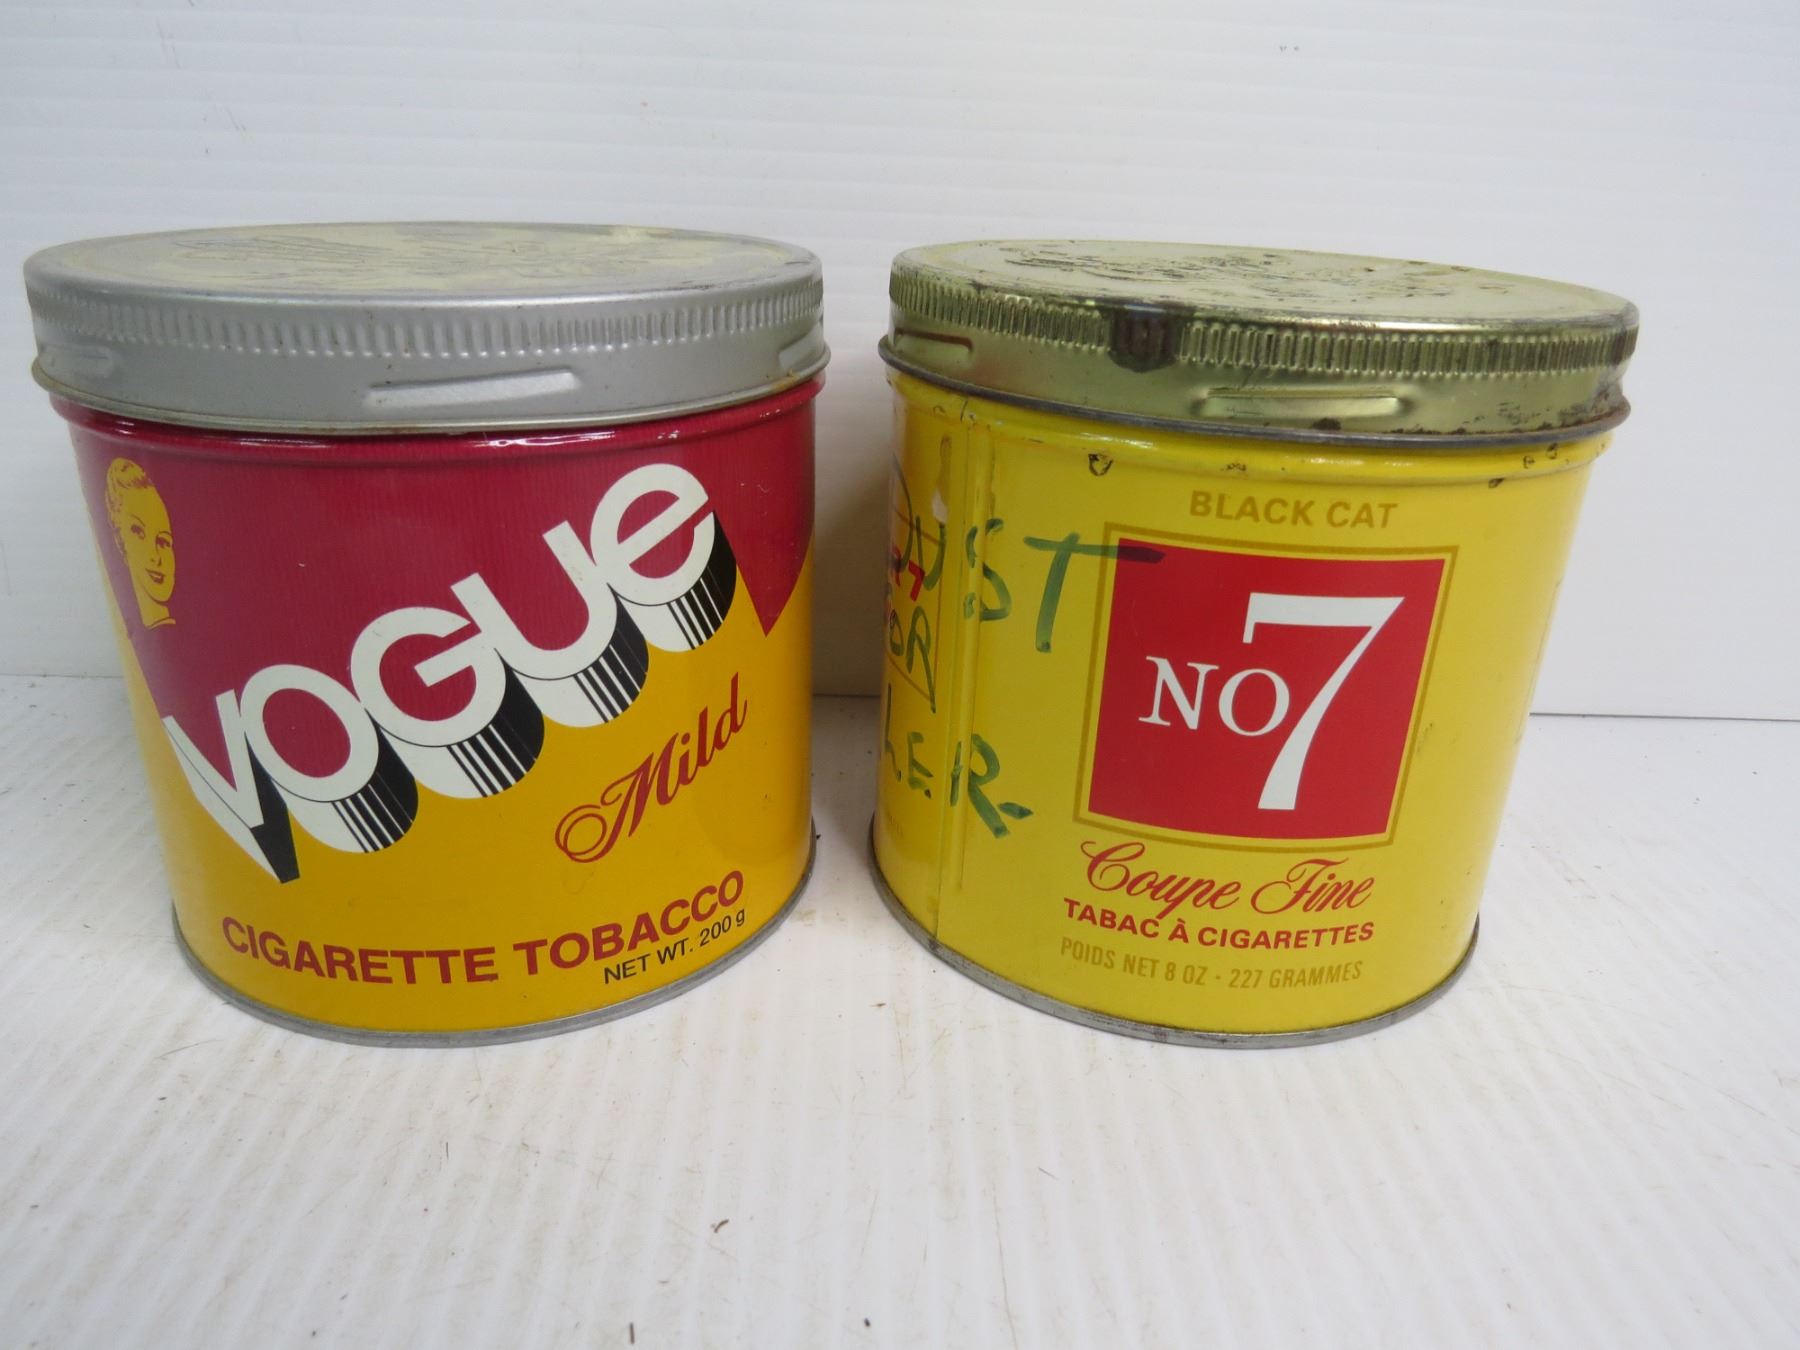 VOGUE
Mild
CIGARETTE TOBACCO
NET WT. 200 g
BLACK CAT
NO 7
Coupe Fine
TABAC À CIGARETTES
POIDS NET 8 OZ · 227 GRAMMES